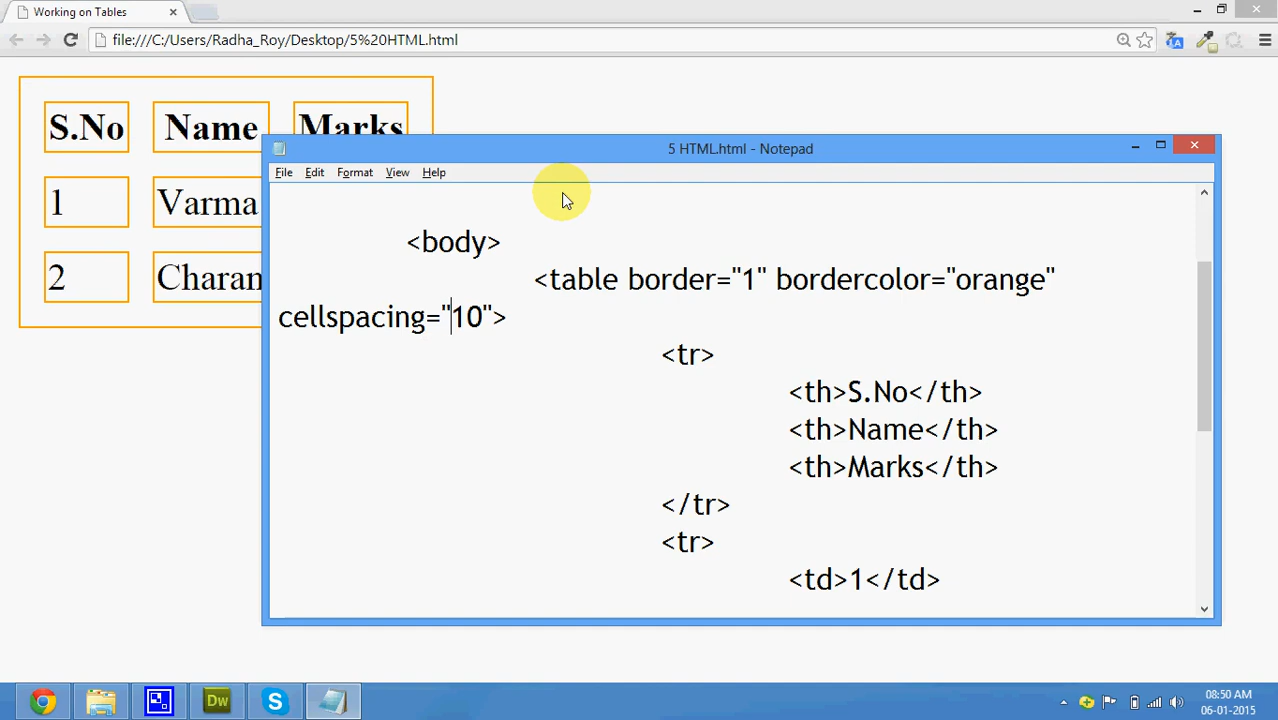 Working on Tables
file:///C:/Users/Radha_Roy/Desktop/5%20HTML.html
S.No Name Marks
1 Varma
2 Charan
5 HTML.html - Notepad
File Edit Format View Help
<body>
<table border="1" bordercolor="orange"
cellspacing="10">
<tr>
<th>S.No</th>
<th>Name</th>
<th>Marks</th>
</tr>
<tr>
<td>1</td>
Dw
08:50 AM
06-01-2015